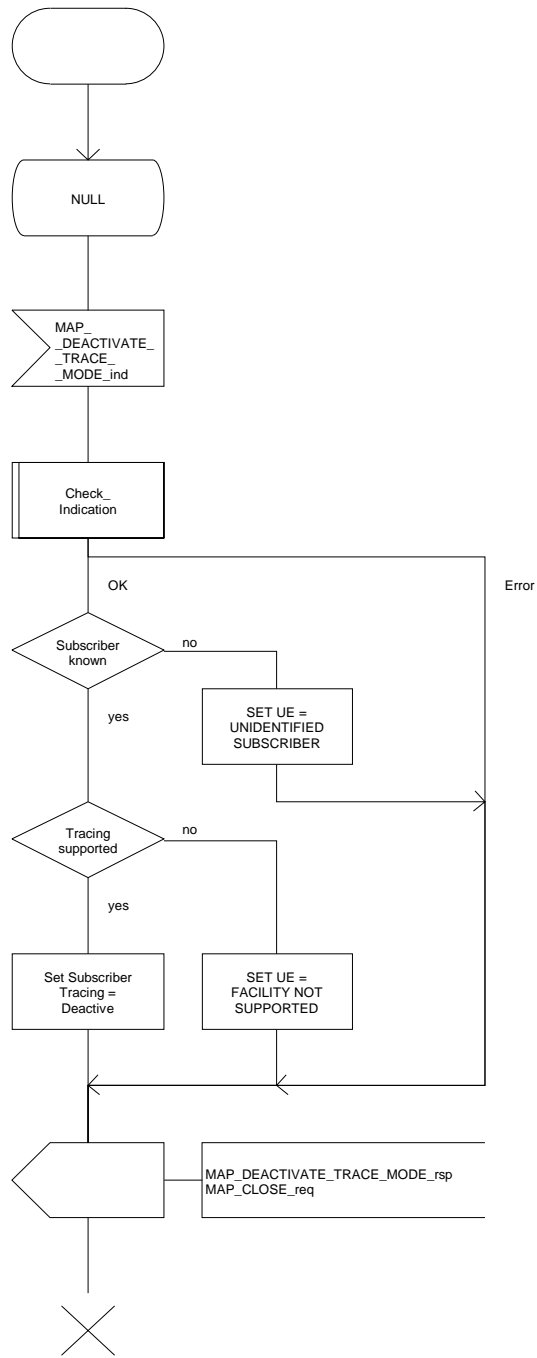 NULL
MAP_
_DEACTIVATE_
_TRACE_
_MODE_ind
Check_
Indication
OK
Error
Subscriber
known
no
yes
SET UE =
UNIDENTIFIED
SUBSCRIBER
Tracing
supported
no
yes
Set Subscriber
Tracing =
Deactive
SET UE =
FACILITY NOT
SUPPORTED
MAP_DEACTIVATE_TRACE_MODE_rsp
MAP_CLOSE_req